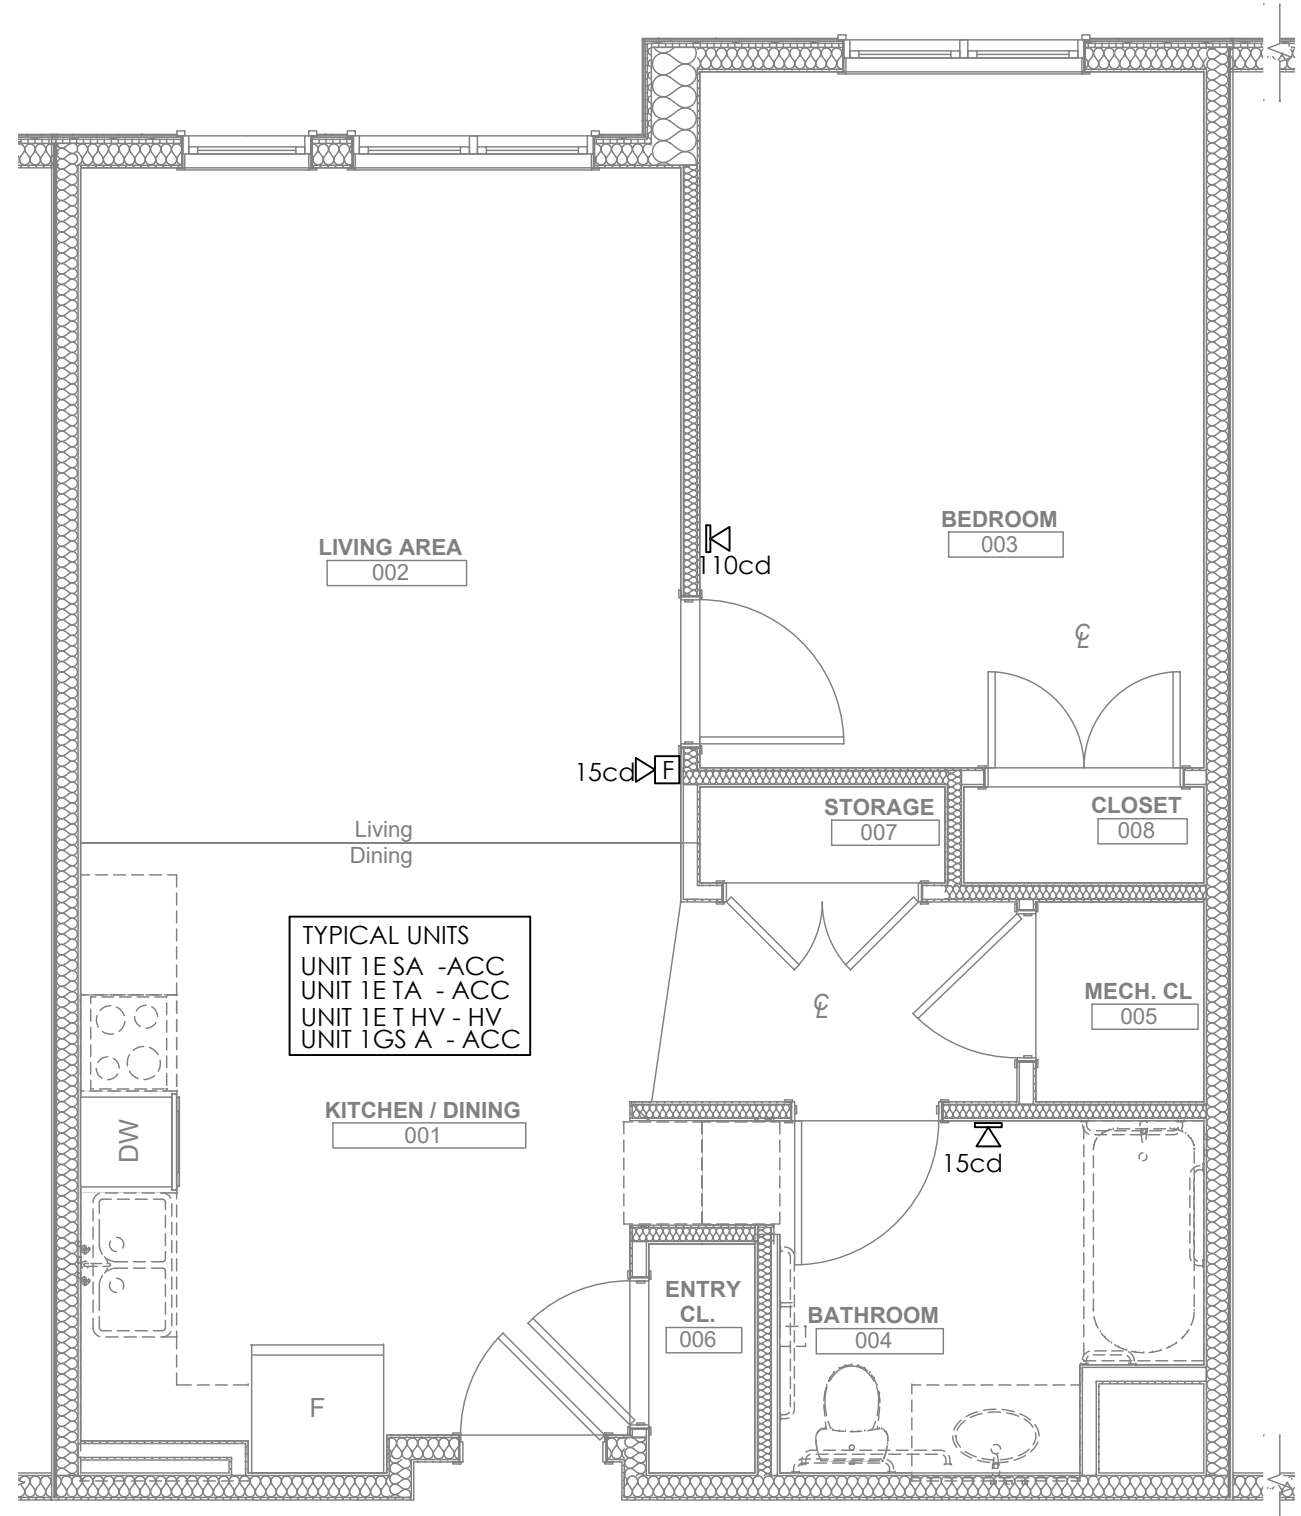 BEDROOM
003
LIVING AREA
002
110cd
℄
15cd
F
STORAGE
007
CLOSET
008
Living
Dining
TYPICAL UNITS
UNIT 1E SA -ACC
UNIT 1E TA - ACC
UNIT 1E T HV - HV
UNIT 1GS A - ACC
℄
MECH. CL
005
KITCHEN / DINING
001
DW
15cd
ENTRY
CL.
006
BATHROOM
004
F